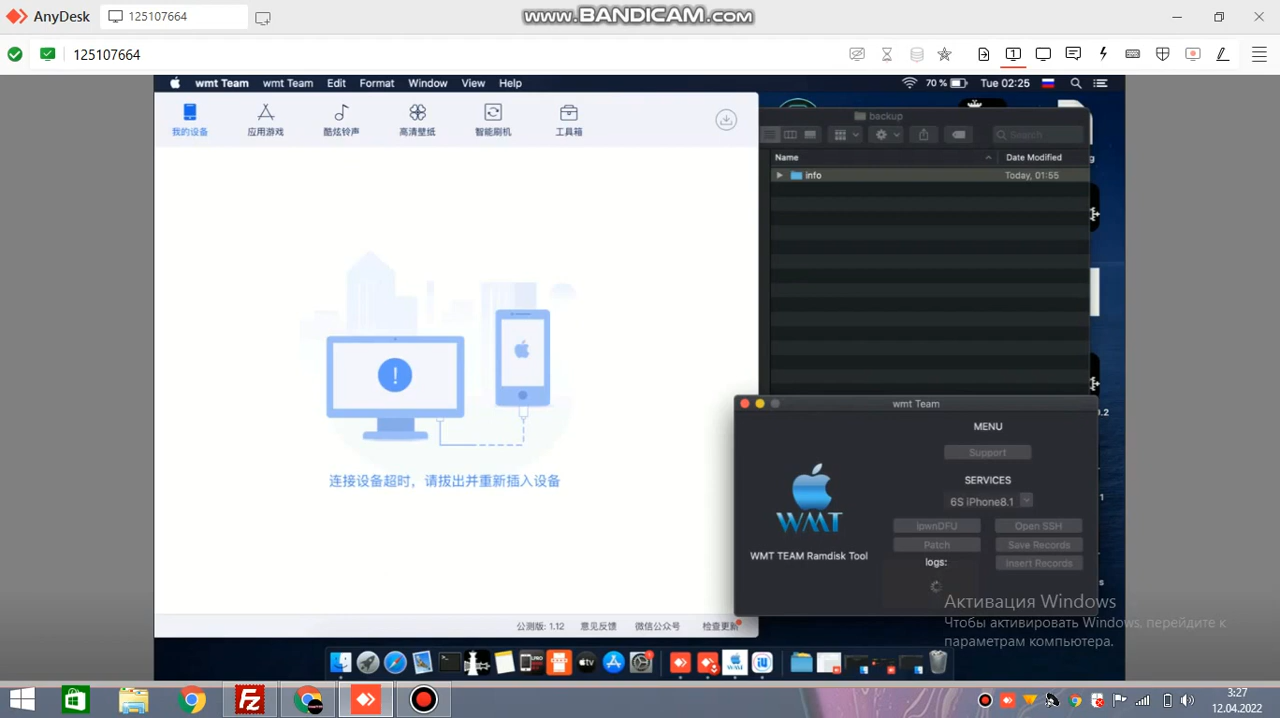 AnyDesk
125107664
www.BANDICAM.com
125107664
1
wmt Team
wmt Team
Edit
Format
Window
View
Help
70 %
Tue 02:25
我的设备
应用游戏
酷炫铃声
高清壁纸
智能刷机
工具箱
backup
Search
Name
Date Modified
info
Today, 01:55
连接设备超时，请拔出并重新插入设备
wmt Team
MENU
Support
SERVICES
6S iPhone8.1
IpwnDFU
Open SSH
Patch
Save Records
logs:
Insert Records
WMT
WMT TEAM Ramdisk Tool
Активация Windows
Чтобы активировать Windows, перейдите к
параметрам компьютера.
公测版: 1.12
意见反馈
微信公众号
检查更新
3:27
12.04.2022